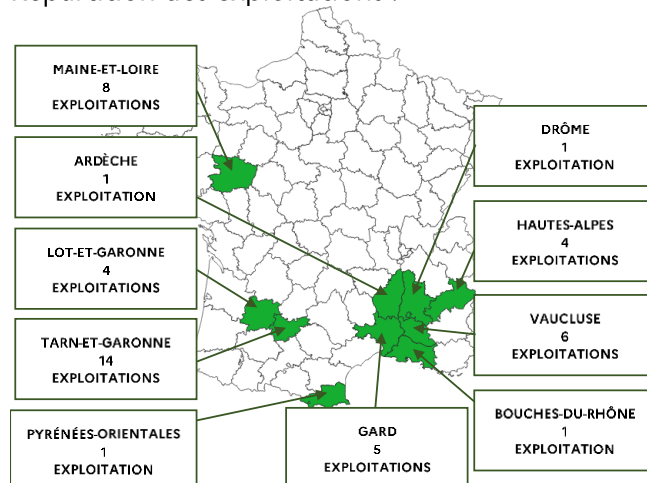 MAINE-ET-LOIRE
8
EXPLOITATIONS
ARDÈCHE
1
EXPLOITATION
LOT-ET-GARONNE
4
EXPLOITATIONS
TARN-ET-GARONNE
14
EXPLOITATIONS
PYRÉNÉES-ORIENTALES
1
EXPLOITATION
GARD
5
EXPLOITATIONS
DRÔME
1
EXPLOITATION
HAUTES-ALPES
4
EXPLOITATIONS
VAUCLUSE
6
EXPLOITATIONS
BOUCHES-DU-RHÔNE
1
EXPLOITATION